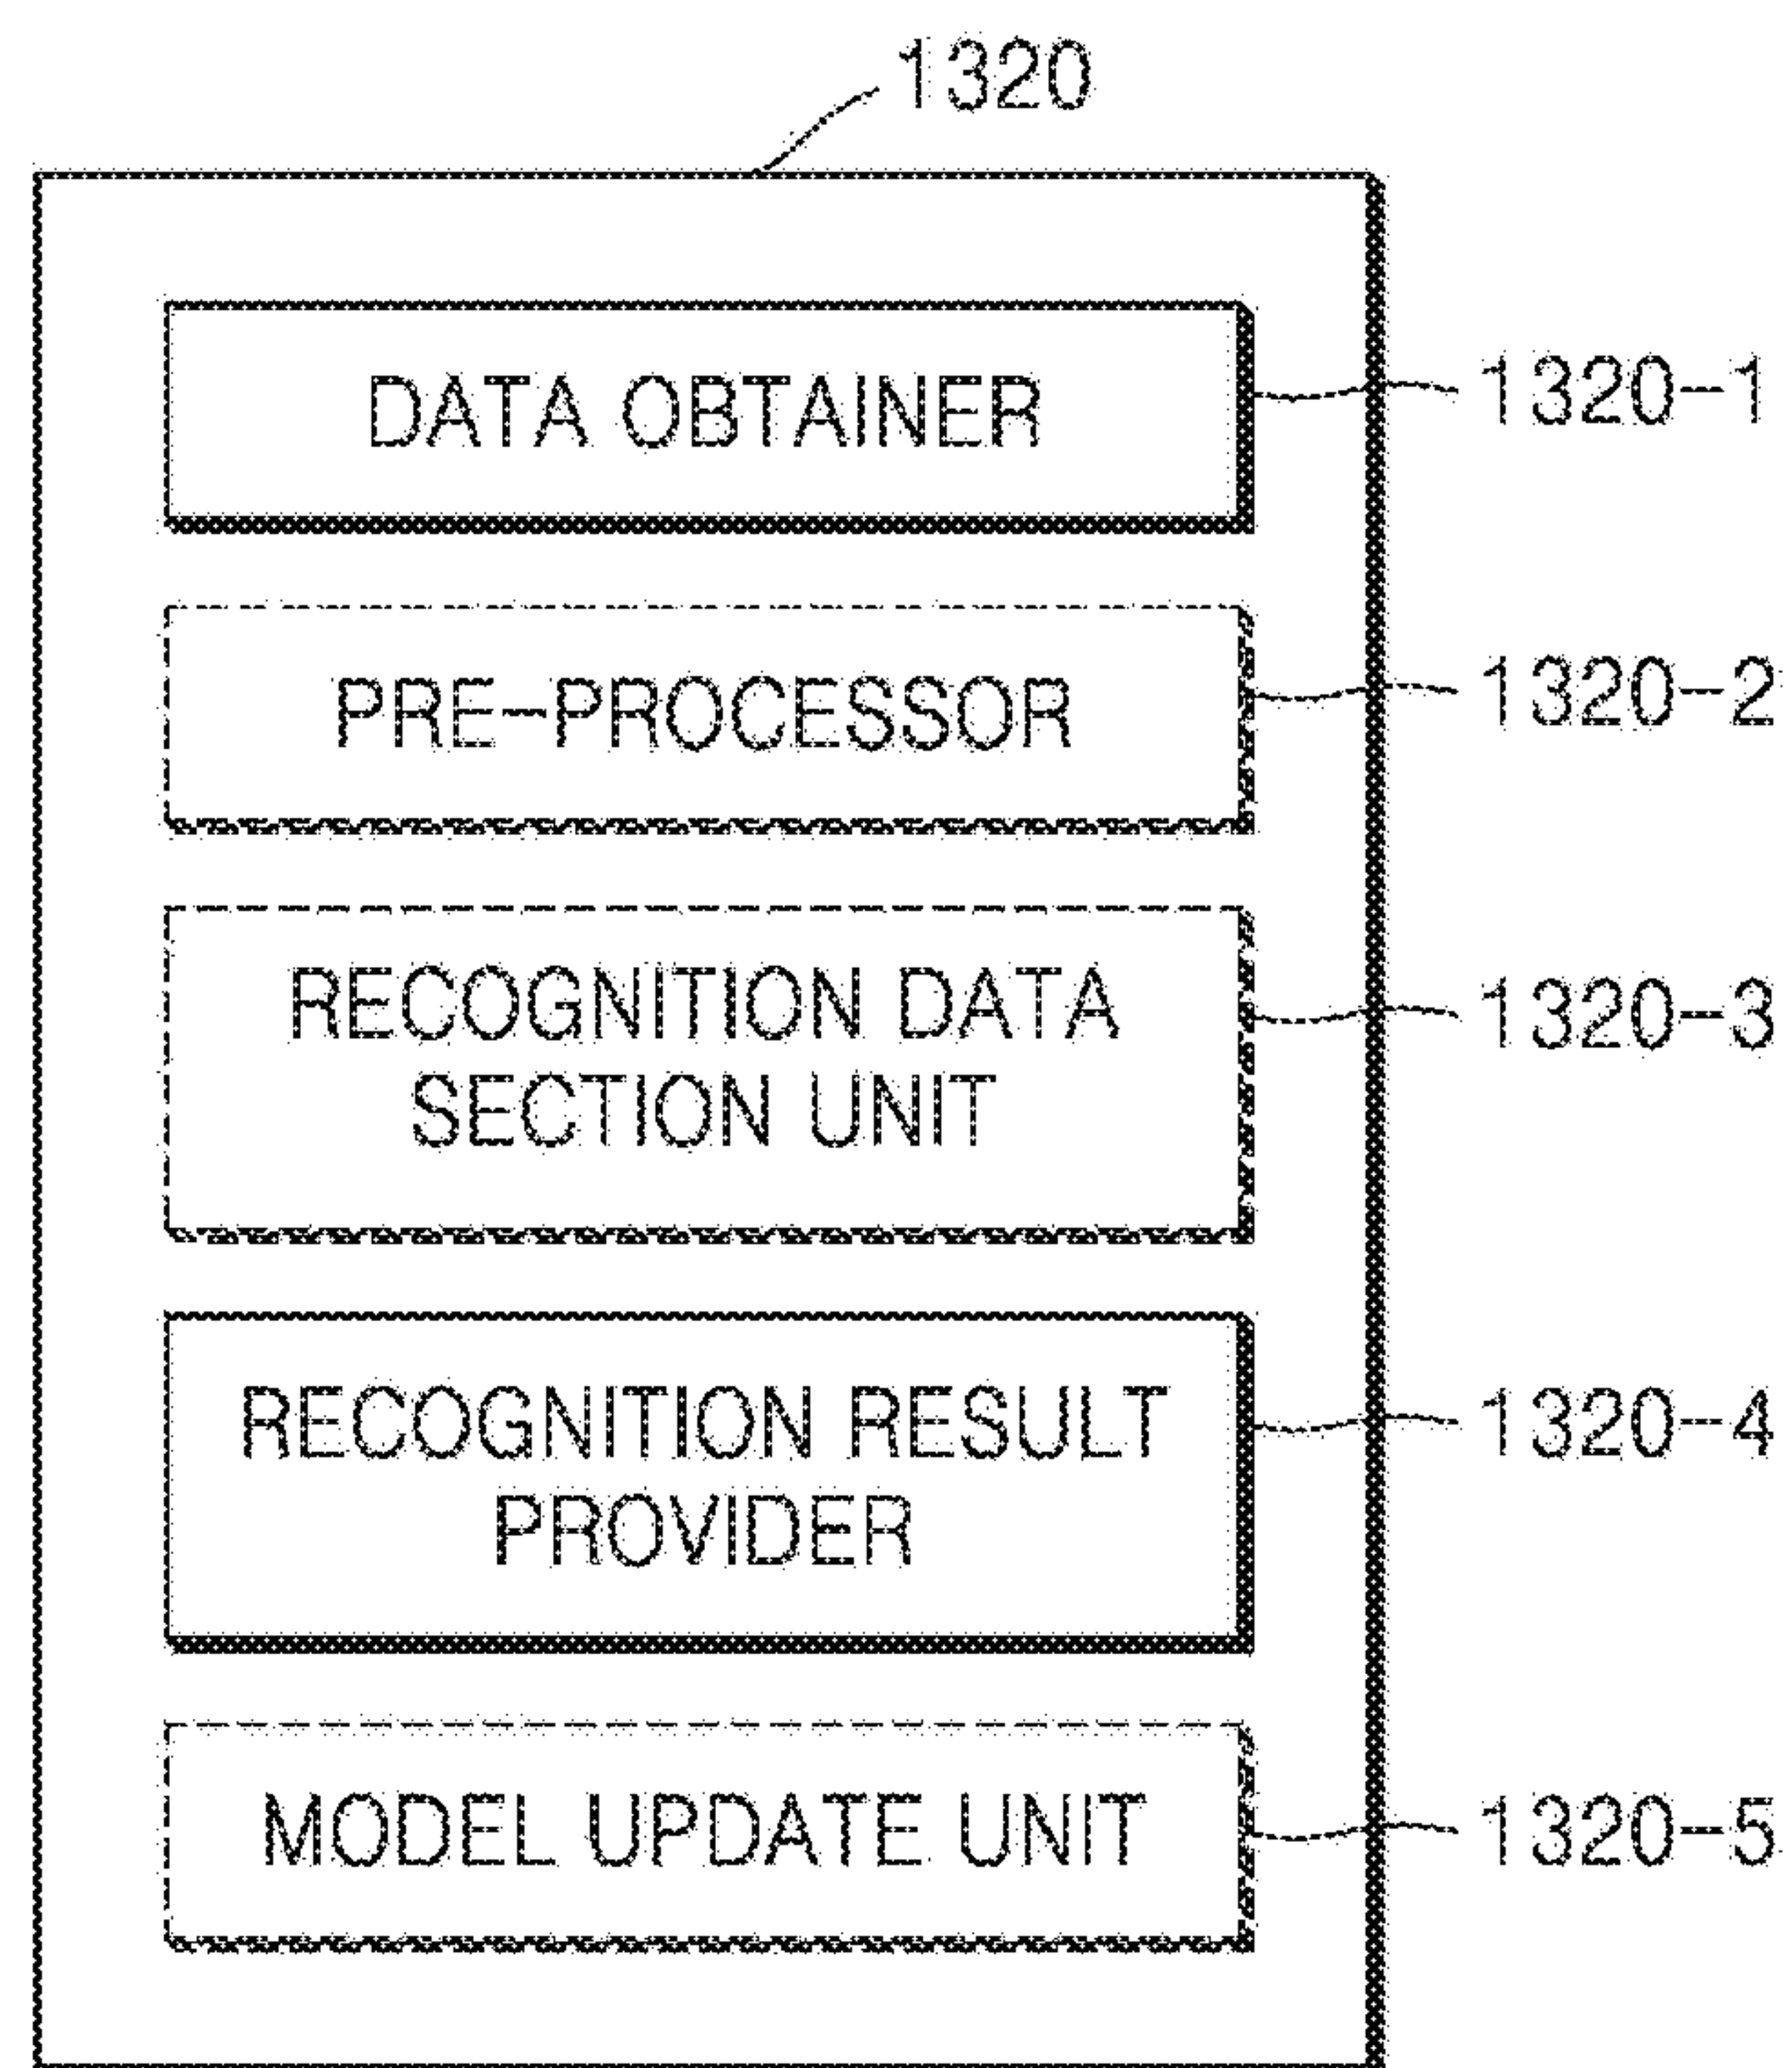 1320
DATA OBTAINER
1320-1
PRE-PROCESSOR
1320-2
RECOGNITION DATA
SECTION UNIT
1320-3
RECOGNITION RESULT
PROVIDER
1320-4
MODEL UPDATE UNIT
1320-5